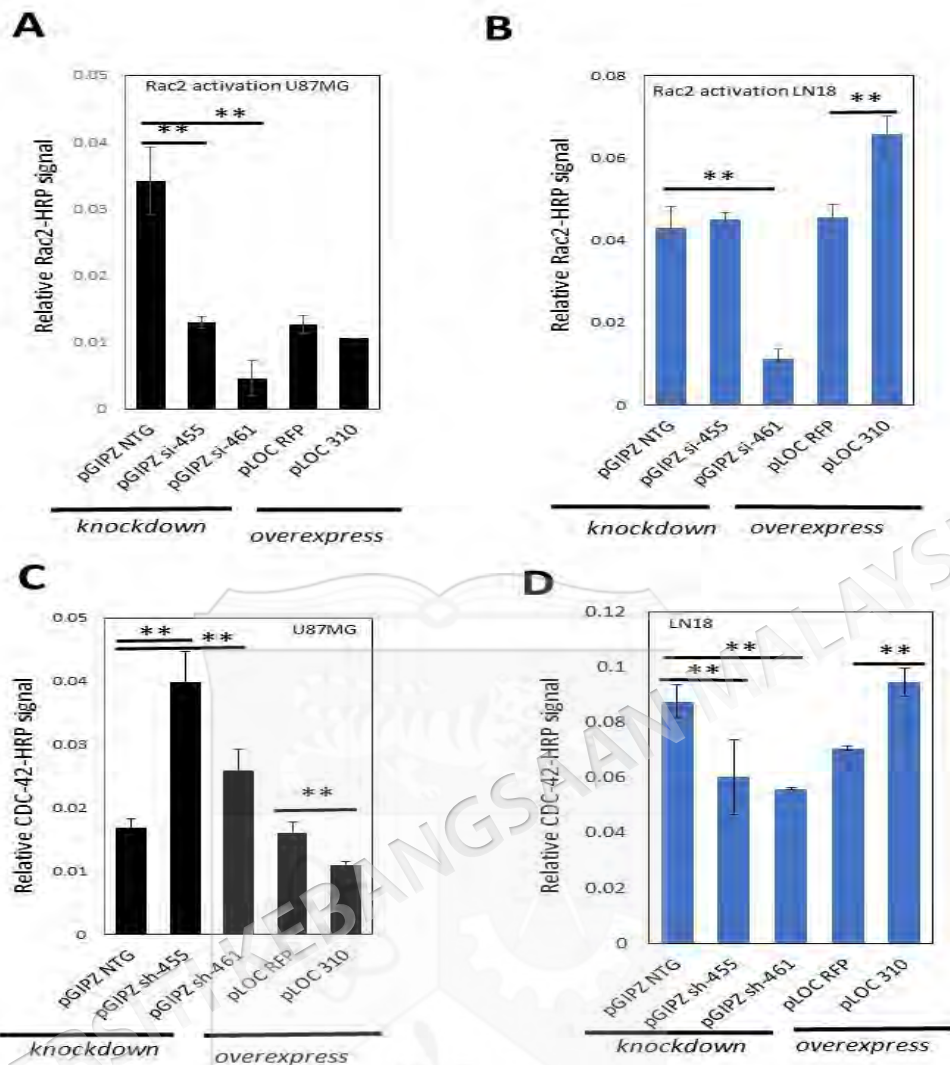 A
Rac2 activation U87MG
**
**
Relative Rac2-HRP signal
0.05
0.04
0.03
0.02
0.01
0
pGIPZ NTG
pGIPZ si-455
pGIPZ si-461
pLOC RFP
pLOC 310
knockdown
overexpress
B
Rac2 activation LN18
**
**
Relative Rac2-HRP signal
0.08
0.06
0.04
0.02
0
pGIPZ NTG
pGIPZ si-455
pGIPZ si-461
pLOC RFP
pLOC 310
knockdown
overexpress
C
U87MG
**
**
**
Relative CDC-42-HRP signal
0.05
0.04
0.03
0.02
0.01
0
pGIPZ NTG
pGIPZ sh-455
pGIPZ sh-461
pLOC RFP
pLOC 310
knockdown
overexpress
D
LN18
**
**
**
Relative CDC-42-HRP signal
0.12
0.1
0.08
0.06
0.04
0.02
0
pGIPZ NTG
pGIPZ sh-455
pGIPZ sh-461
pLOC RFP
pLOC 310
knockdown
overexpress
KEBANGSAAN